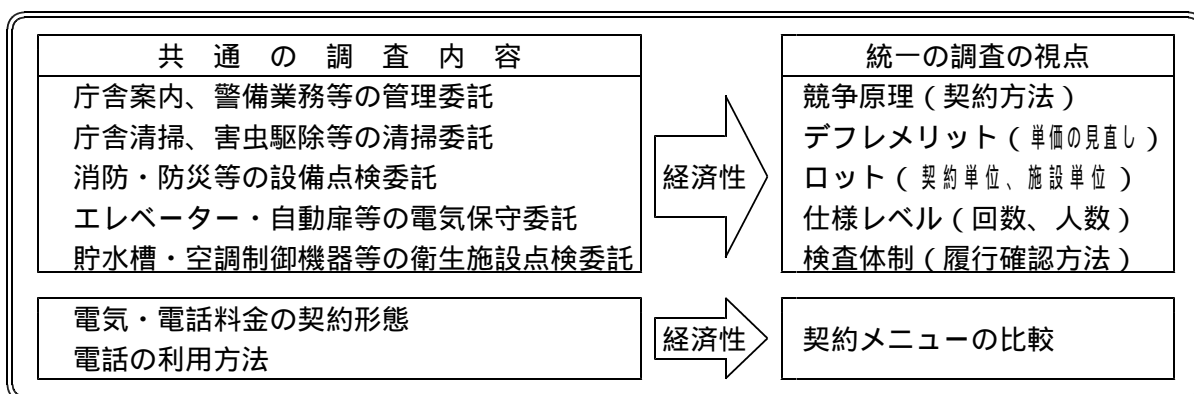 共通の調査内容
庁舎案内、警備業務等の管理委託
庁舎清掃、害虫駆除等の清掃委託
消防・防災等の設備点検委託
エレベーター・自動扉等の電気保守委託
貯水槽・空調制御機器等の衛生施設点検委託
経済性
統一の調査の視点
競争原理(契約方法)
デフレメリット(単価の見直し)
ロット(契約単位、施設単位)
仕様レベル(回数、人数)
検査体制(履行確認方法)
電気・電話料金の契約形態
電話の利用方法
経済性
契約メニューの比較